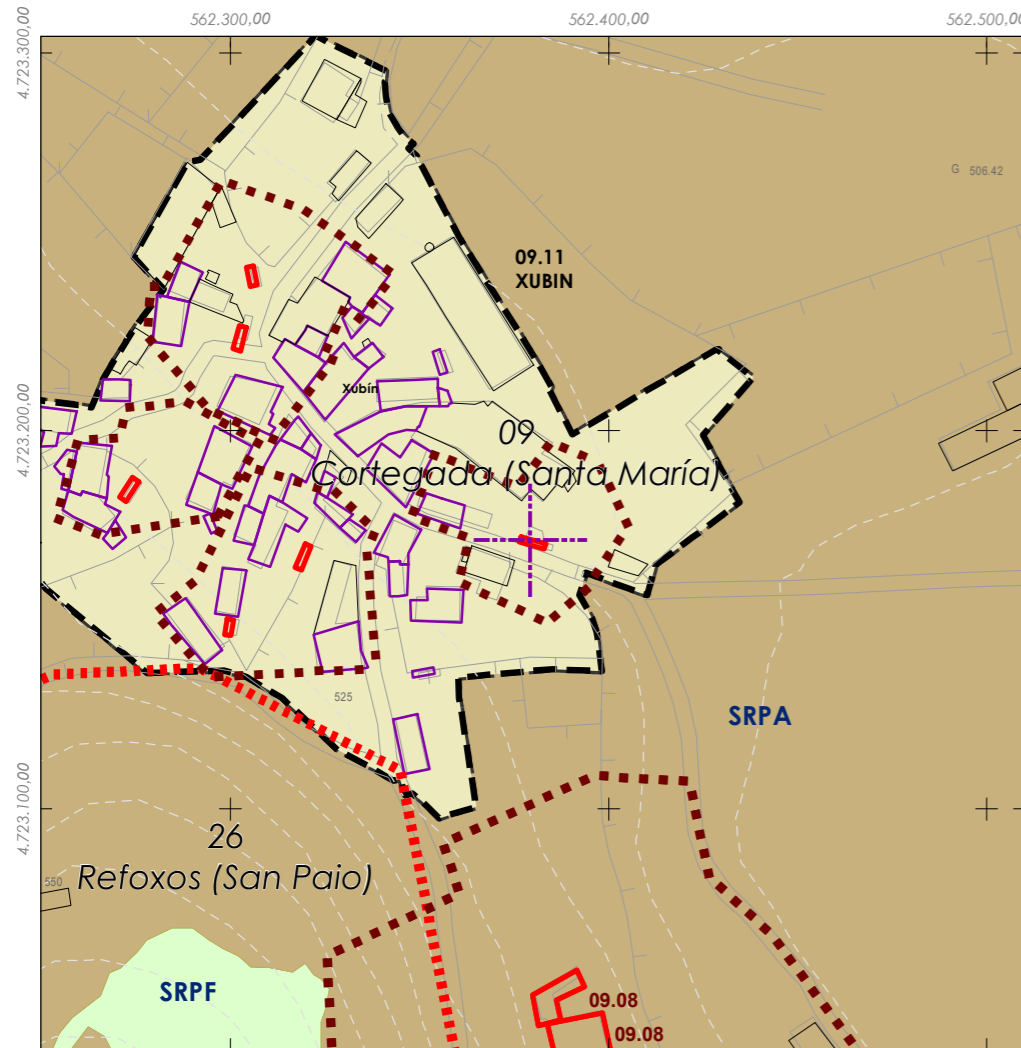 562.300,00
562.400,00
562.500,00
4.723.300,00
G 506.42
09.11
XUBIN
Xubín
4.723.200,00
09
Cortegada (Santa María)
525
SRPA
4.723.100,00
26
Refoxos (San Paio)
550
SRPF
09.08
09.08